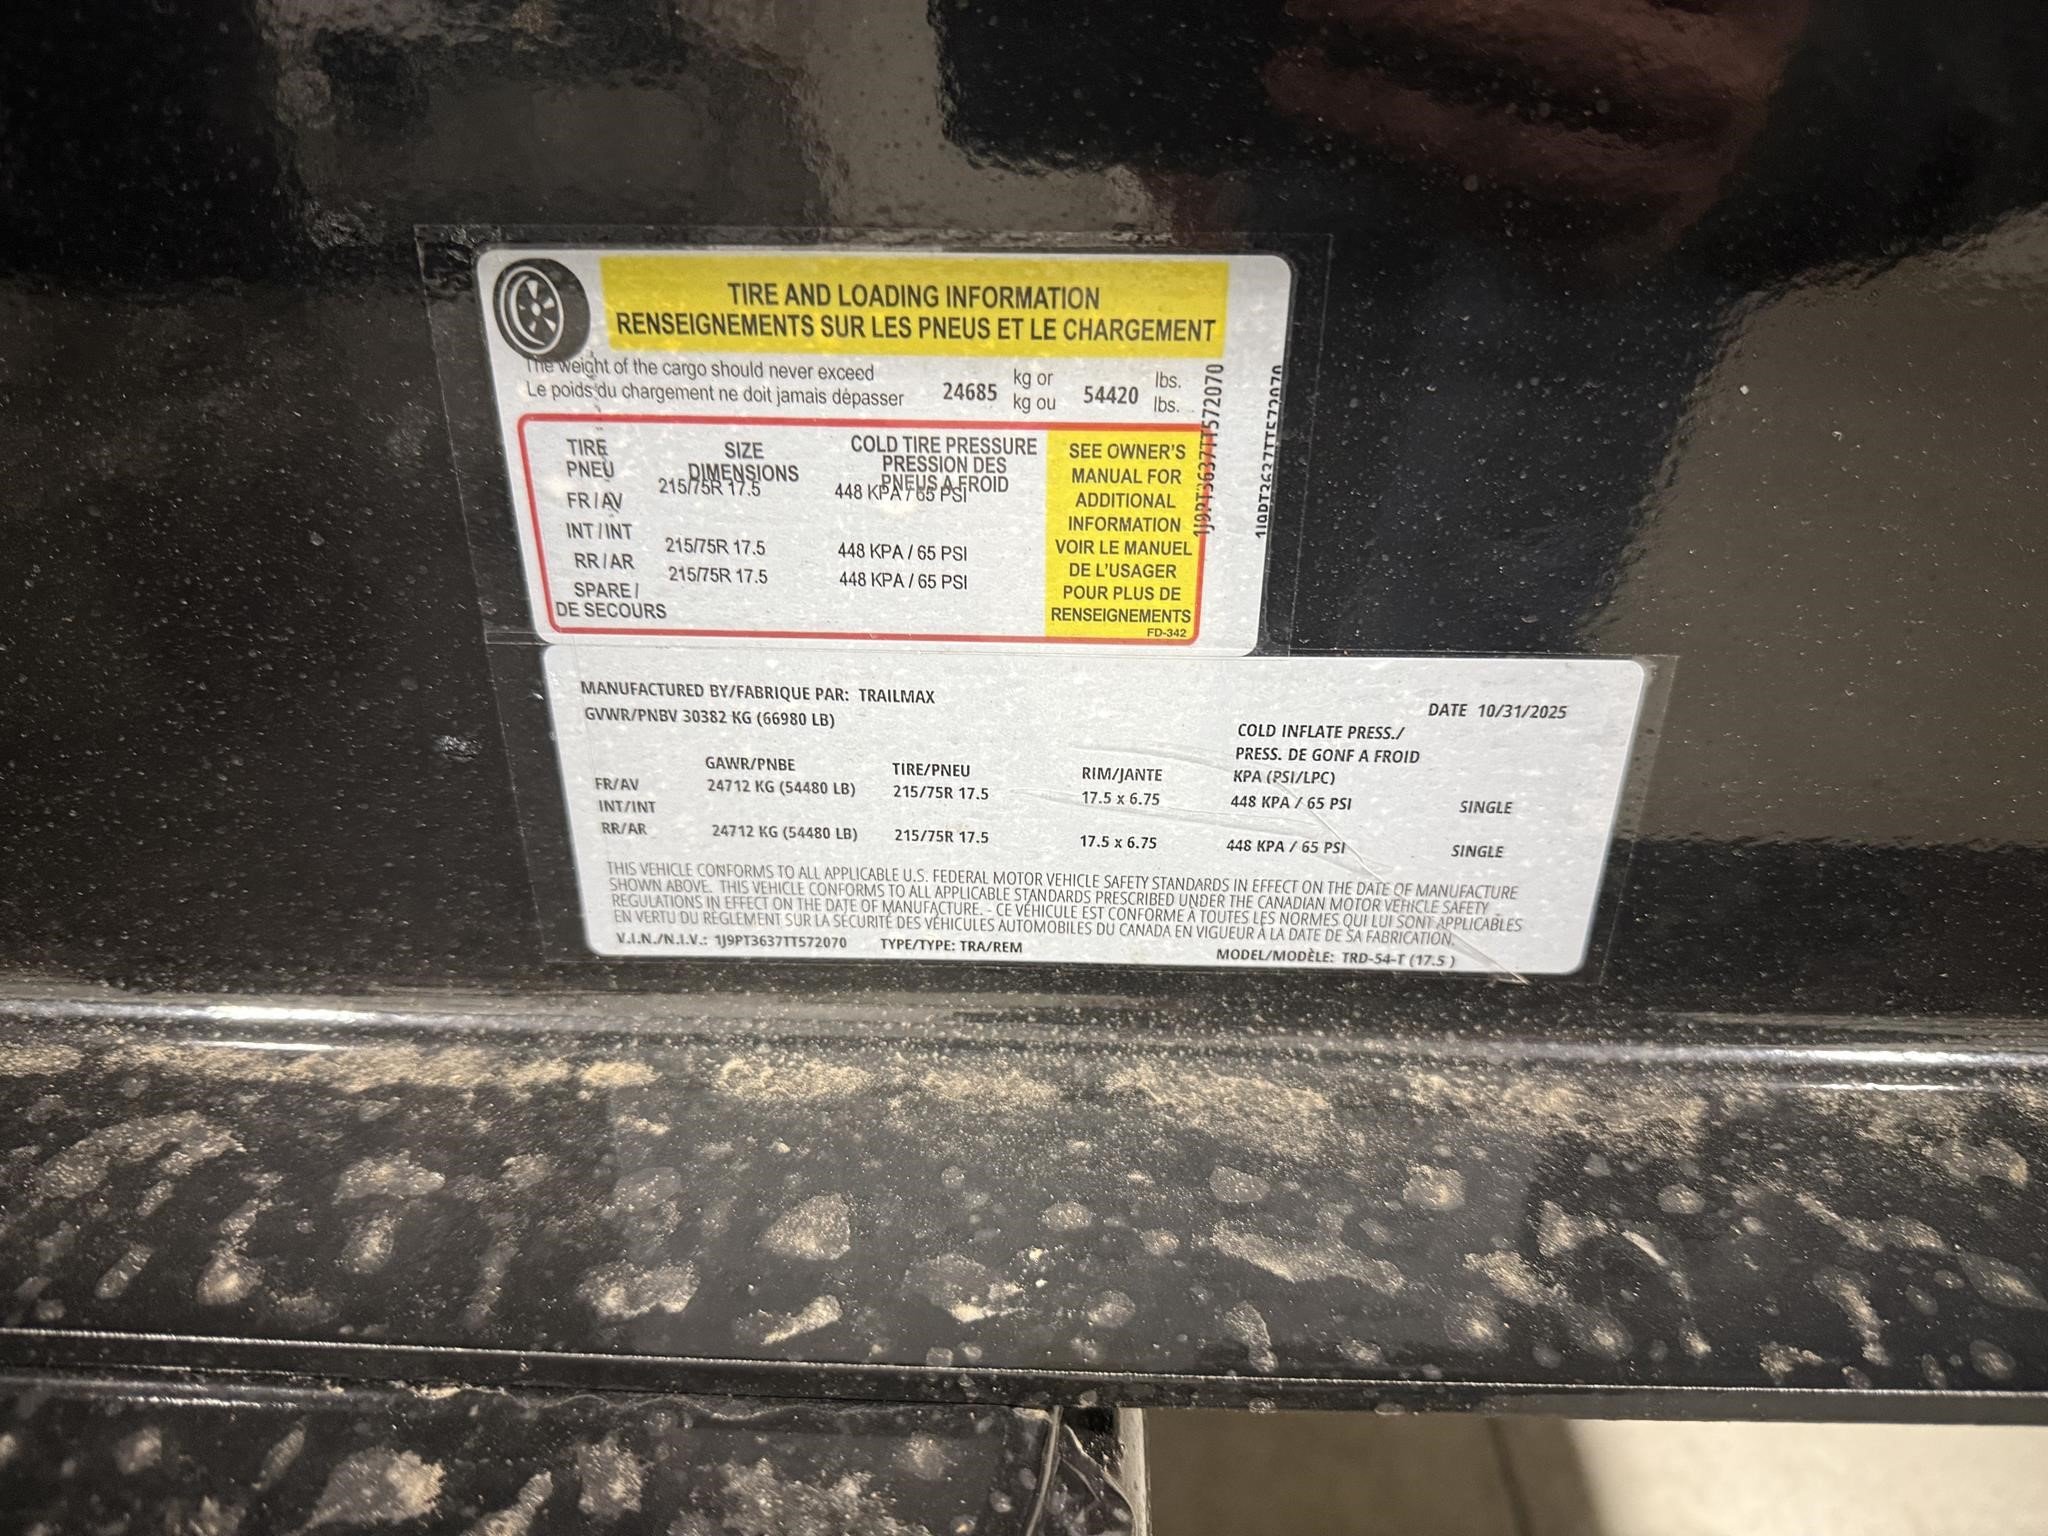 TIRE AND LOADING INFORMATION
RENSEIGNEMENTS SUR LES PNEUS ET LE CHARGEMENT
The weight of the cargo should never exceed
Le poids du chargement ne doit jamais dépasser
24685 kg or 54420 lbs.
kg ou lbs.
TIRE SIZE COLD TIRE PRESSURE
PNEU DIMENSIONS PRESSION DES
PNEUS A FROID
FR/AV 215/75R 17.5 448 KPA / 65 PSI
INT/INT
RR/AR 215/75R 17.5 448 KPA / 65 PSI
215/75R 17.5 448 KPA / 65 PSI
SPARE/
DE SECOURS
SEE OWNER'S
MANUAL FOR
ADDITIONAL
INFORMATION
VOIR LE MANUEL
DE L'USAGER
POUR PLUS DE
RENSEIGNEMENTS
FD-342
1J9PT3637TT572070
1J9PT3637TT572070
MANUFACTURED BY/FABRIQUE PAR: TRAILMAX
DATE 10/31/2025
GVWR/PNBV 30382 KG (66980 LB)
COLD INFLATE PRESS./
PRESS. DE GONF A FROID
GAWR/PNBE TIRE/PNEU RIM/JANTE KPA (PSI/LPC)
FR/AV 24712 KG (54480 LB) 215/75R 17.5 17.5 x 6.75 448 KPA / 65 PSI SINGLE
INT/INT
RR/AR 24712 KG (54480 LB) 215/75R 17.5 17.5 x 6.75 448 KPA / 65 PSI SINGLE
THIS VEHICLE CONFORMS TO ALL APPLICABLE U.S. FEDERAL MOTOR VEHICLE SAFETY STANDARDS IN EFFECT ON THE DATE OF MANUFACTURE
SHOWN ABOVE. THIS VEHICLE CONFORMS TO ALL APPLICABLE STANDARDS PRESCRIBED UNDER THE CANADIAN MOTOR VEHICLE SAFETY
REGULATIONS IN EFFECT ON THE DATE OF MANUFACTURE. - CE VÉHICULE EST CONFORME À TOUTES LES NORMES QUI LUI SONT APPLICABLES
EN VERTU DU RÈGLEMENT SUR LA SÉCURITÉ DES VÉHICULES AUTOMOBILES DU CANADA EN VIGUEUR À LA DATE DE SA FABRICATION.
V.I.N./N.I.V.: 1J9PT3637TT572070 TYPE/TYPE: TRA/REM MODEL/MODÈLE: TRD-54-T (17.5 )